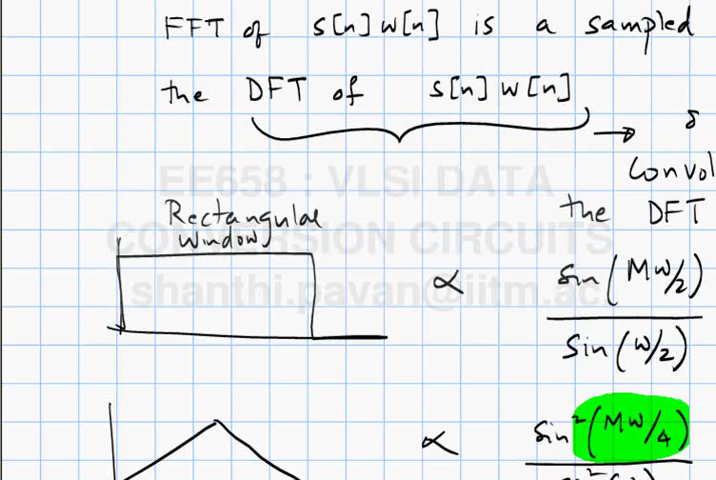 FFT of s[n] w[n] is a sampled
the DFT of s[n] w[n]
→ δ
Convol
the DFT
EE658 : VLSI DATA
CONVERSION CIRCUITS
shanthi.pavan@iitm.ac
Rectangular
Window
∝ sin(Mω/2)
Sin(ω/2)
∝ sin²(Mω/4)